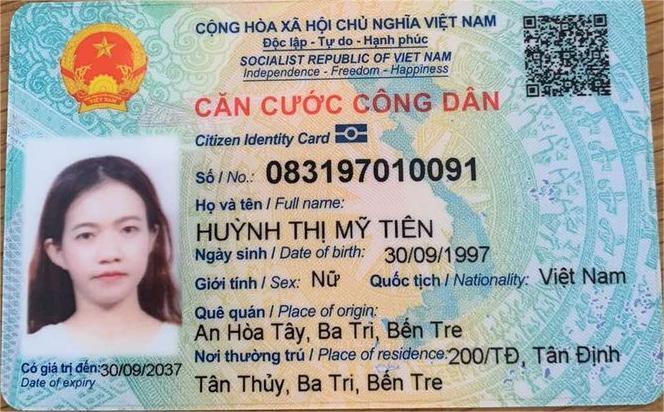 CỘNG HÒA XÃ HỘI CHỦ NGHĨA VIỆT NAM
Độc lập - Tự do - Hạnh phúc
SOCIALIST REPUBLIC OF VIET NAM
Independence - Freedom - Happiness
CĂN CƯỚC CÔNG DÂN
Citizen Identity Card
Số / No.: 083197010091
Họ và tên / Full name:
HUỲNH THỊ MỸ TIÊN
Ngày sinh / Date of birth: 30/09/1997
Giới tính / Sex: Nữ Quốc tịch / Nationality: Việt Nam
Quê quán / Place of origin:
An Hòa Tây, Ba Tri, Bến Tre
Nơi thường trú / Place of residence: 200/TĐ, Tân Định
Tân Thủy, Ba Tri, Bến Tre
Có giá trị đến: 30/09/2037
Date of expiry
VIỆT NAM